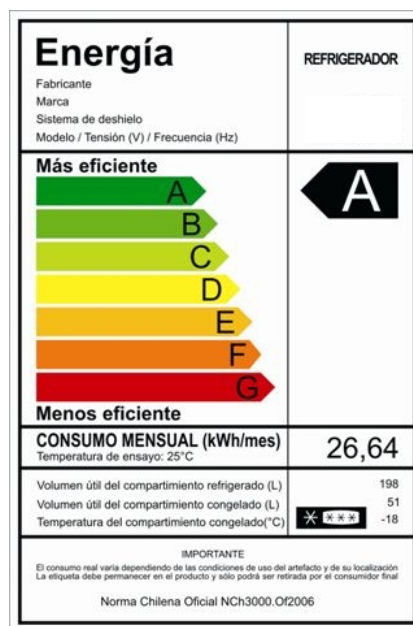 Energía
REFRIGERADOR
Fabricante
Marca
Sistema de deshielo
Modelo / Tensión (V) / Frecuencia (Hz)
Más eficiente
A
A
B
C
D
E
F
G
Menos eficiente
CONSUMO MENSUAL (kWh/mes)
26,64
Temperatura de ensayo: 25°C
Volumen útil del compartimiento refrigerado (L) 198
Volumen útil del compartimiento congelado (L) 51
Temperatura del compartimiento congelado(°C) -18
IMPORTANTE
El consumo real varía dependiendo de las condiciones de uso del artefacto y de su localización
La etiqueta debe permanecer en el producto y sólo podrá ser retirada por el consumidor final
Norma Chilena Oficial NCh3000.Of2006